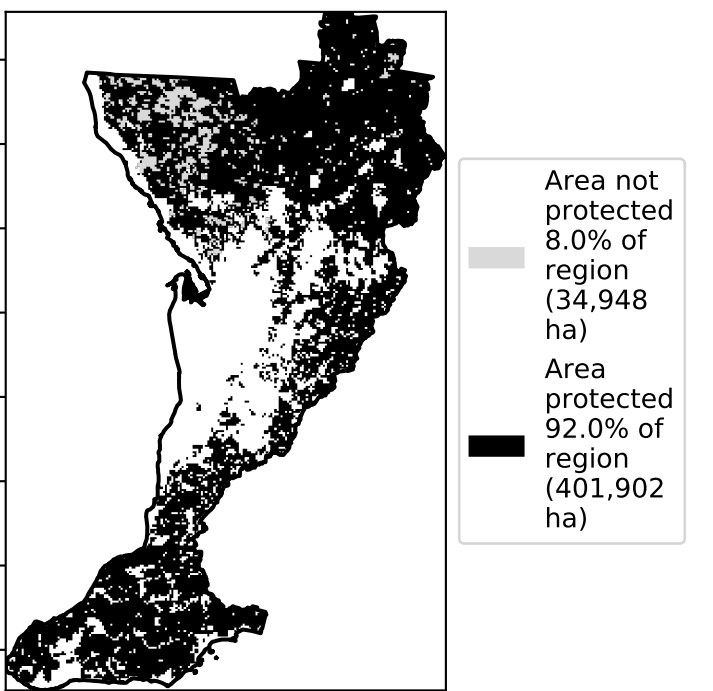 Area not
protected
8.0% of
region
(34,948
ha)
Area
protected
92.0% of
region
(401,902
ha)